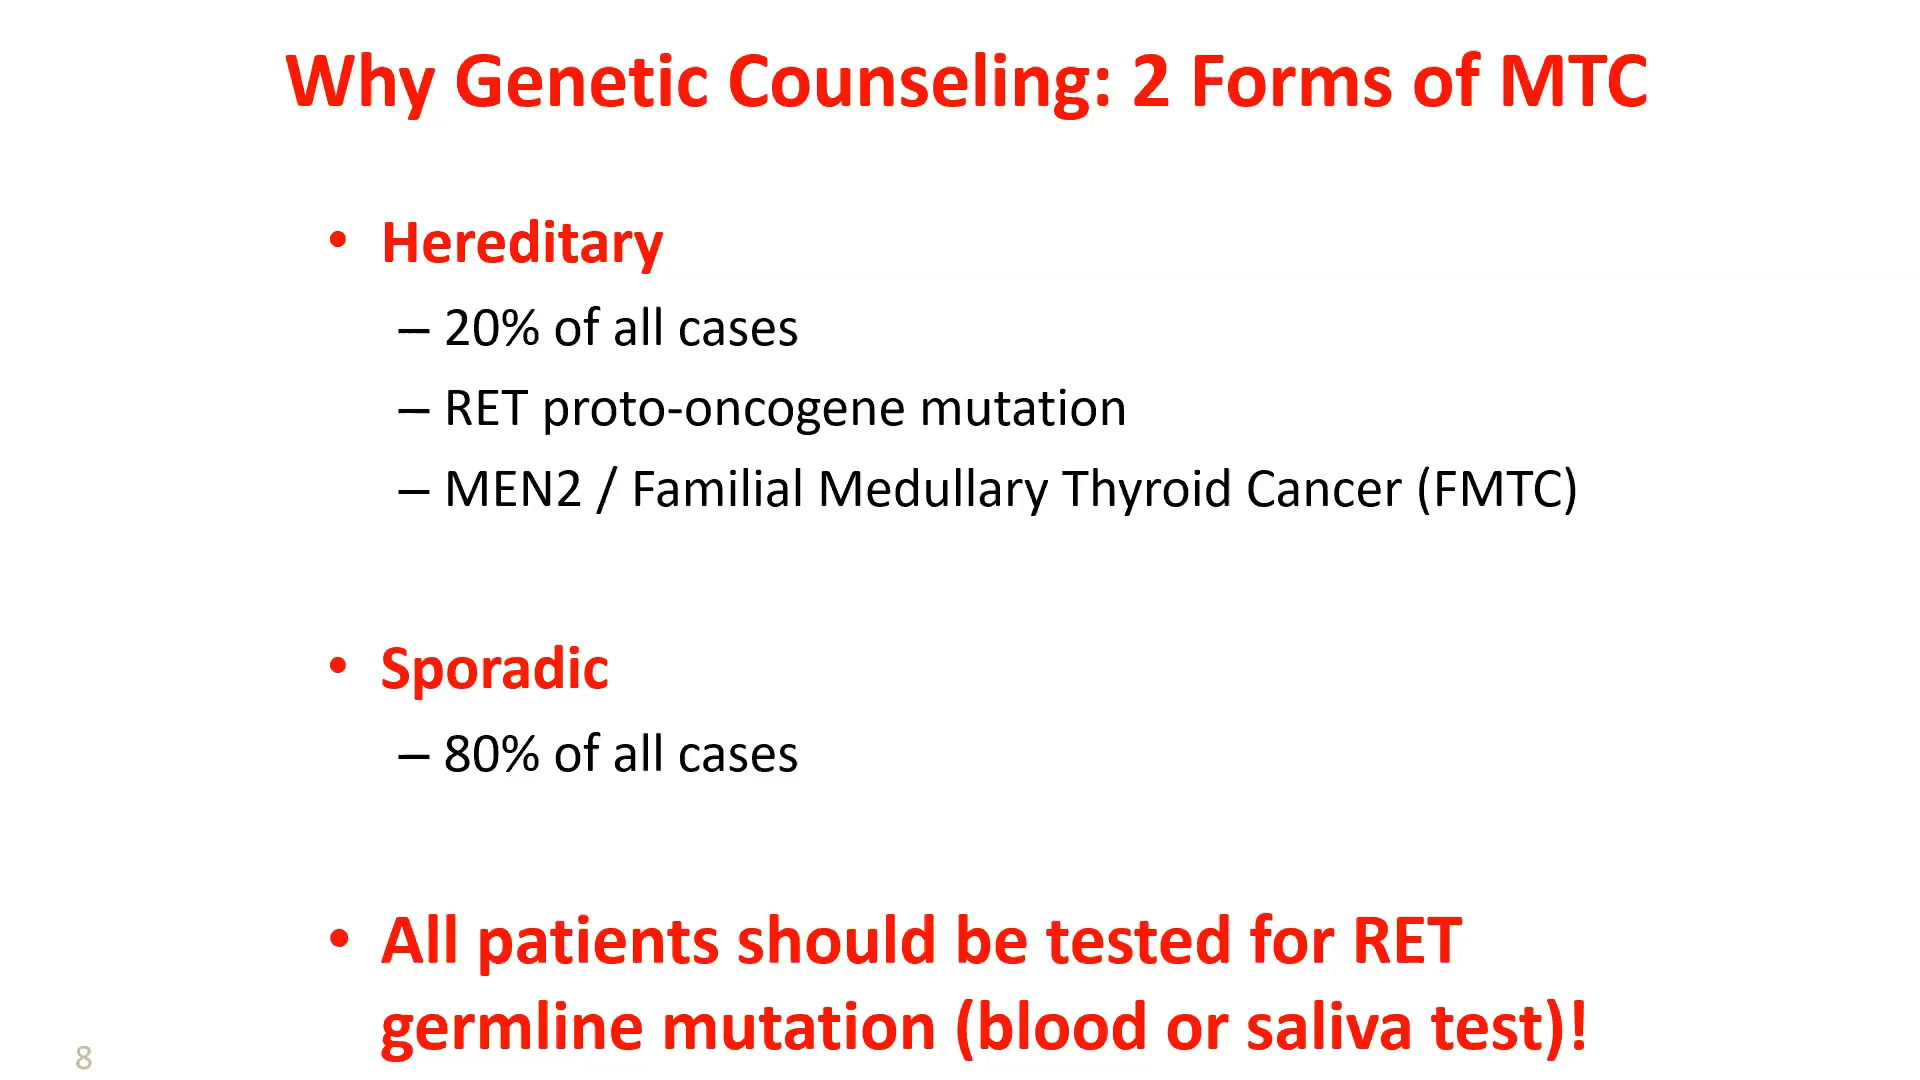 Why Genetic Counseling: 2 Forms of MTC
• Hereditary
– 20% of all cases
– RET proto-oncogene mutation
– MEN2 / Familial Medullary Thyroid Cancer (FMTC)
• Sporadic
– 80% of all cases
• All patients should be tested for RET
germline mutation (blood or saliva test)!
8